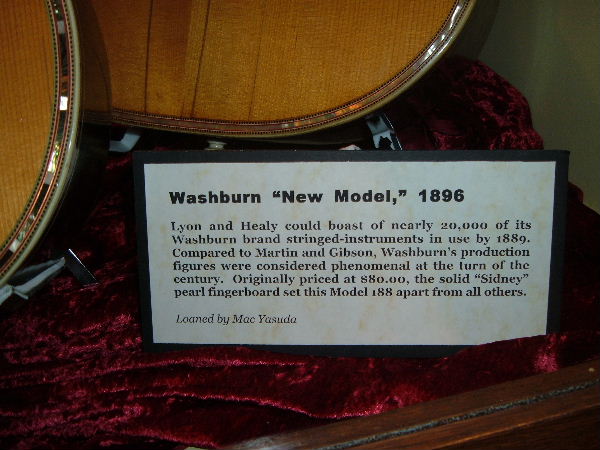 Washburn “New Model,” 1896
Lyon and Healy could boast of nearly 20,000 of its
Washburn brand stringed-instruments in use by 1889.
Compared to Martin and Gibson, Washburn's production
figures were considered phenomenal at the turn of the
century. Originally priced at $80.00, the solid “Sidney”
pearl fingerboard set this Model 188 apart from all others.
Loaned by Mac Yasuda